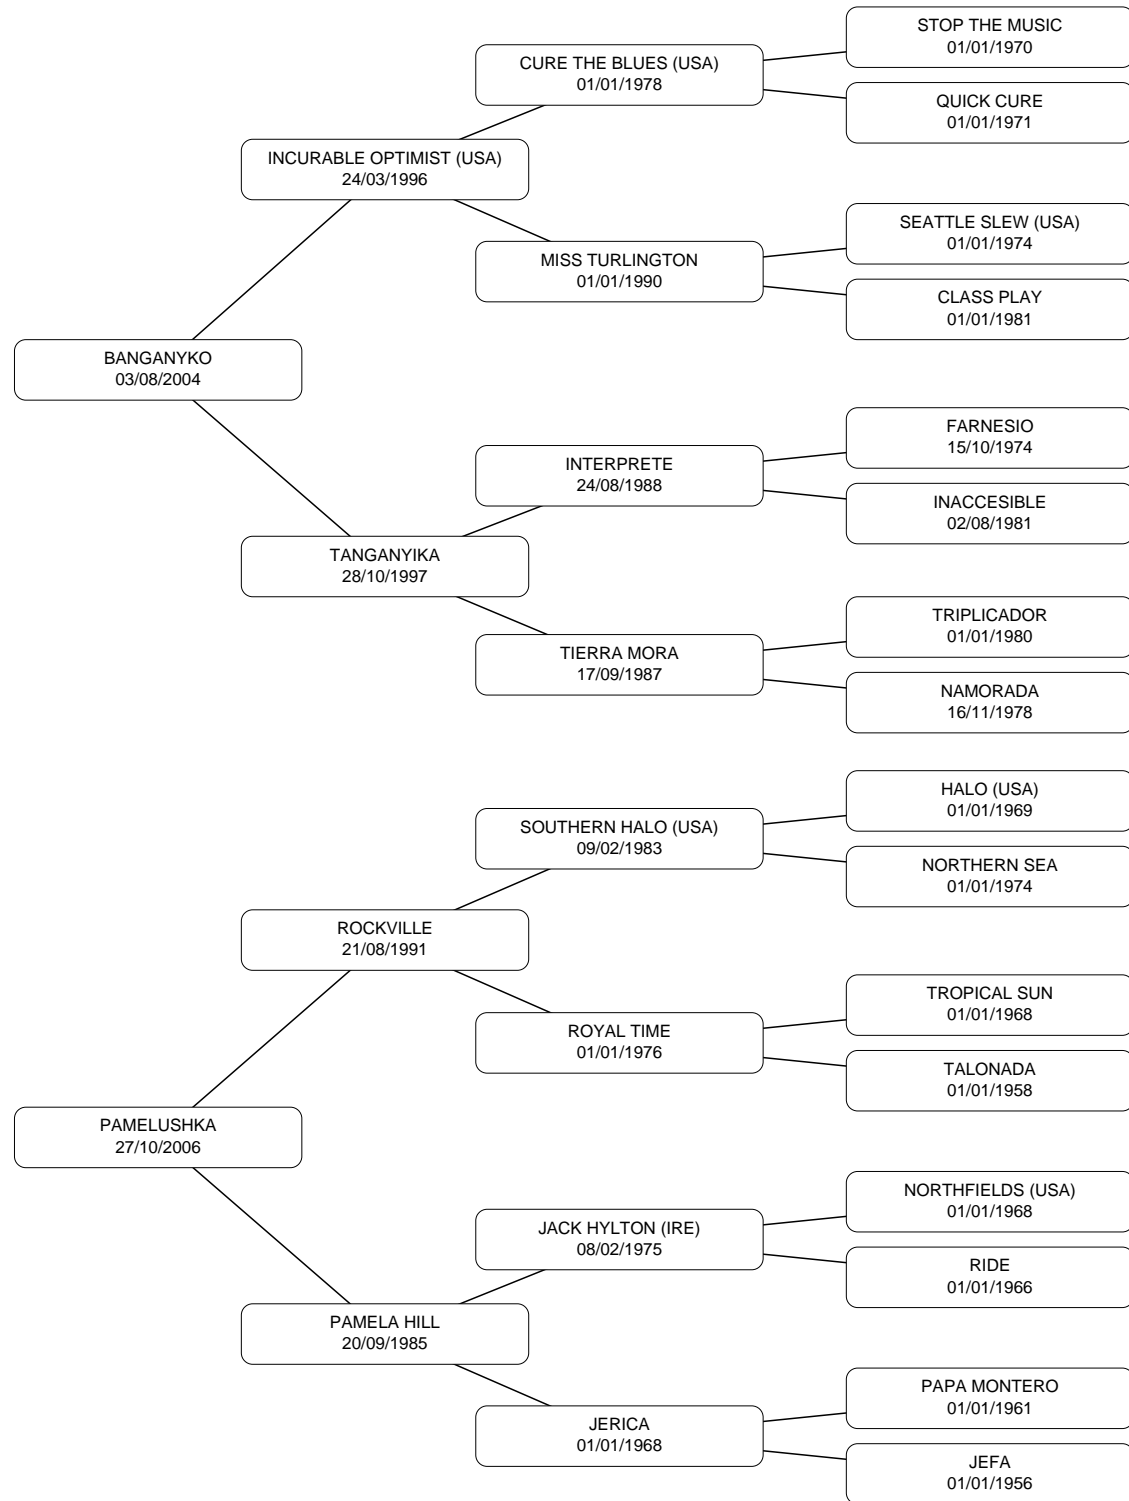 STOP THE MUSIC
01/01/1970
CURE THE BLUES (USA)
01/01/1978
QUICK CURE
01/01/1971
INCURABLE OPTIMIST (USA)
24/03/1996
SEATTLE SLEW (USA)
01/01/1974
MISS TURLINGTON
01/01/1990
CLASS PLAY
01/01/1981
BANGANYKO
03/08/2004
FARNESIO
15/10/1974
INTERPRETE
24/08/1988
INACCESIBLE
02/08/1981
TANGANYIKA
28/10/1997
TRIPLICADOR
01/01/1980
TIERRA MORA
17/09/1987
NAMORADA
16/11/1978
HALO (USA)
01/01/1969
SOUTHERN HALO (USA)
09/02/1983
NORTHERN SEA
01/01/1974
ROCKVILLE
21/08/1991
TROPICAL SUN
01/01/1968
ROYAL TIME
01/01/1976
TALONADA
01/01/1958
PAMELUSHKA
27/10/2006
NORTHFIELDS (USA)
01/01/1968
JACK HYLTON (IRE)
08/02/1975
RIDE
01/01/1966
PAMELA HILL
20/09/1985
PAPA MONTERO
01/01/1961
JERICA
01/01/1968
JEFA
01/01/1956